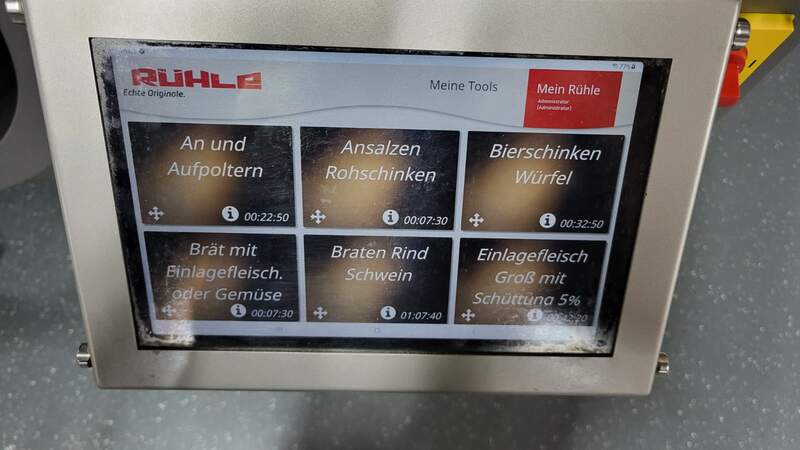 77%
RÜHLE
Echte Originale.
Meine Tools
Mein Rühle
Administrator
(Administrator)
An und
Aufpoltern
00:22:50
Ansalzen
Rohschinken
00:07:30
Bierschinken
Würfel
00:32:50
Brät mit
Einlagefleisch.
oder Gemüse
00:07:30
Braten Rind
Schwein
01:07:40
Einlagefleisch
Groß mit
Schüttung 5%